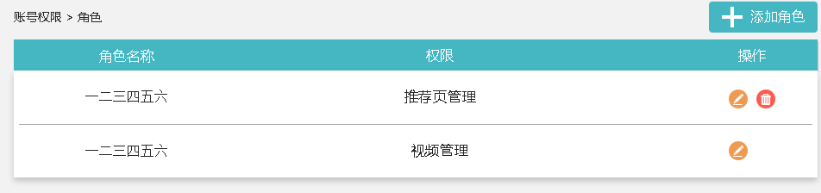 账号权限 > 角色
添加角色
角色名称 权限 操作
一二三四五六 推荐页管理
一二三四五六 视频管理